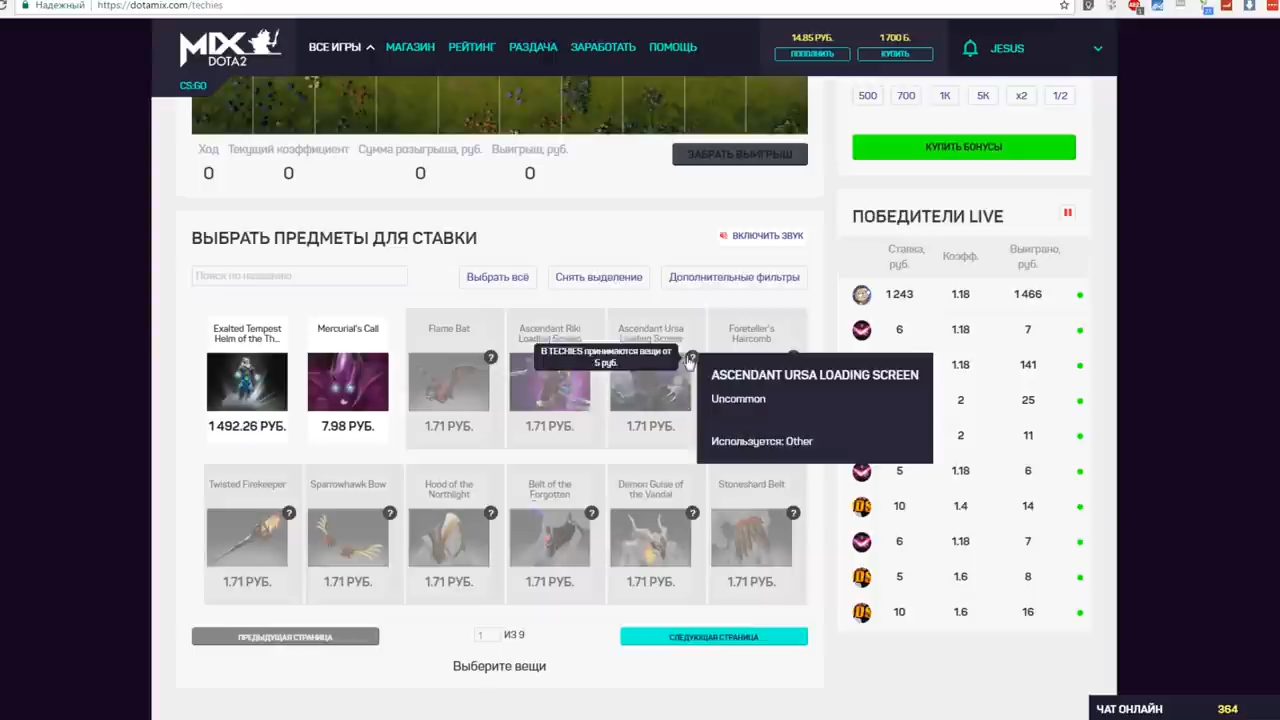 Надежный
https://dotamix.com/techies
MIX
DOTA2
ВСЕ ИГРЫ
МАГАЗИН
РЕЙТИНГ
РАЗДАЧА
ЗАРАБОТАТЬ
ПОМОЩЬ
14.85 РУБ.
ПОПОЛНИТЬ
1 700 Б.
КУПИТЬ
JESUS
CS:GO
500 700 1K 5K x2 1/2
КУПИТЬ БОНУСЫ
Ход Текущий коэффициент Сумма розыгрыша, руб. Выигрыш, руб.
0 0 0 0
ЗАБРАТЬ ВЫИГРЫШ
ВЫБРАТЬ ПРЕДМЕТЫ ДЛЯ СТАВКИ
ВКЛЮЧИТЬ ЗВУК
Поиск по названию
Выбрать всё
Снять выделение
Дополнительные фильтры
Exalted Tempest
Helm of the Th...
1 492.26 РУБ.
Mercurial's Call
7.98 РУБ.
Flame Bat
?
1.71 РУБ.
Ascendant Riki
Loading Screen
1.71 РУБ.
Ascendant Ursa
Loading Screen
?
1.71 РУБ.
Foreteller's
Haircomb
В TECHIES принимаются вещи от
5 руб.
ASCENDANT URSA LOADING SCREEN
Uncommon
Используется: Other
Twisted Firekeeper
?
1.71 РУБ.
Sparrowhawk Bow
?
1.71 РУБ.
Hood of the
Northlight
?
1.71 РУБ.
Belt of the
Forgotten
?
1.71 РУБ.
Demon Guise of
the Vandal
?
1.71 РУБ.
Stoneshard Belt
?
1.71 РУБ.
ПРЕДЫДУЩАЯ СТРАНИЦА
1 ИЗ 9
СЛЕДУЮЩАЯ СТРАНИЦА
Выберите вещи
ПОБЕДИТЕЛИ LIVE
Ставка,
руб.
Коэфф.
Выиграно,
руб.
1 243 1.18 1 466
6 1.18 7
1.18 141
2 25
2 11
5 1.18 6
10 1.4 14
6 1.18 7
5 1.6 8
10 1.6 16
ЧАТ ОНЛАЙН 364